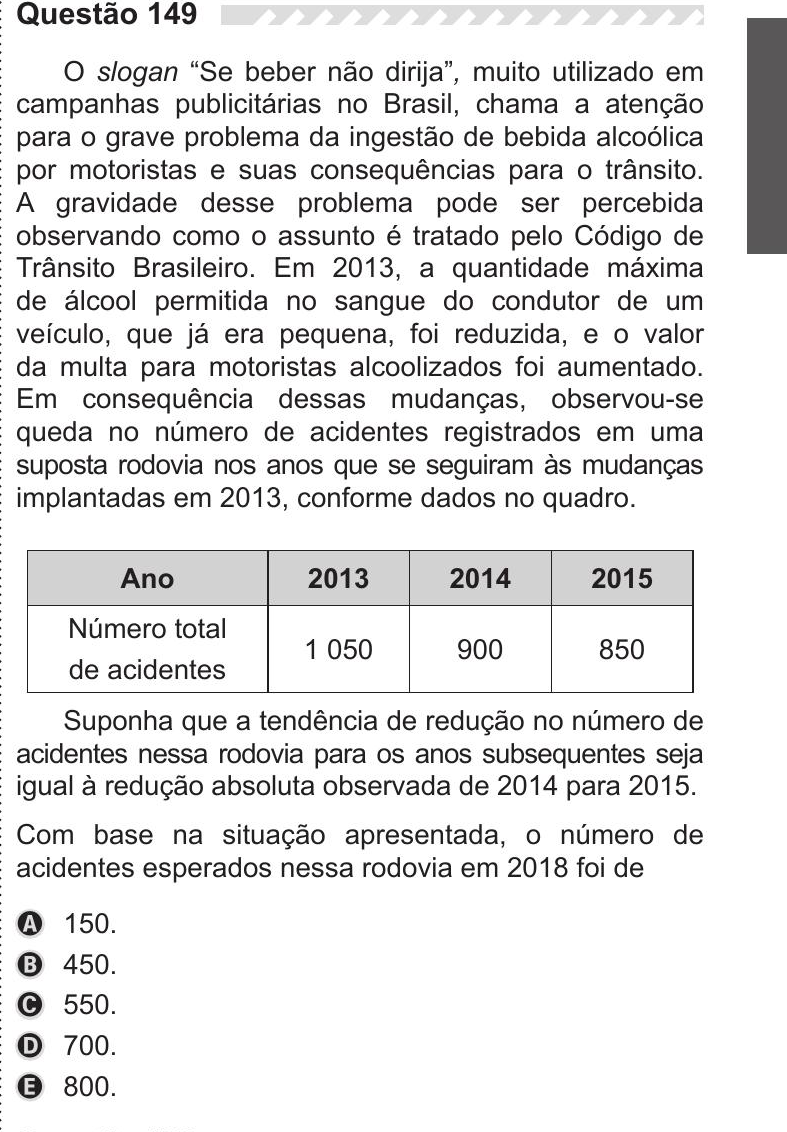 Questão 149
O slogan “Se beber não dirija”, muito utilizado em
campanhas publicitárias no Brasil, chama a atenção
para o grave problema da ingestão de bebida alcoólica
por motoristas e suas consequências para o trânsito.
A gravidade desse problema pode ser percebida
observando como o assunto é tratado pelo Código de
Trânsito Brasileiro. Em 2013, a quantidade máxima
de álcool permitida no sangue do condutor de um
veículo, que já era pequena, foi reduzida, e o valor
da multa para motoristas alcoolizados foi aumentado.
Em consequência dessas mudanças, observou-se
queda no número de acidentes registrados em uma
suposta rodovia nos anos que se seguiram às mudanças
implantadas em 2013, conforme dados no quadro.
Ano 2013 2014 2015
Número total
de acidentes 1 050 900 850
Suponha que a tendência de redução no número de
acidentes nessa rodovia para os anos subsequentes seja
igual à redução absoluta observada de 2014 para 2015.
Com base na situação apresentada, o número de
acidentes esperados nessa rodovia em 2018 foi de
A 150.
B 450.
C 550.
D 700.
E 800.